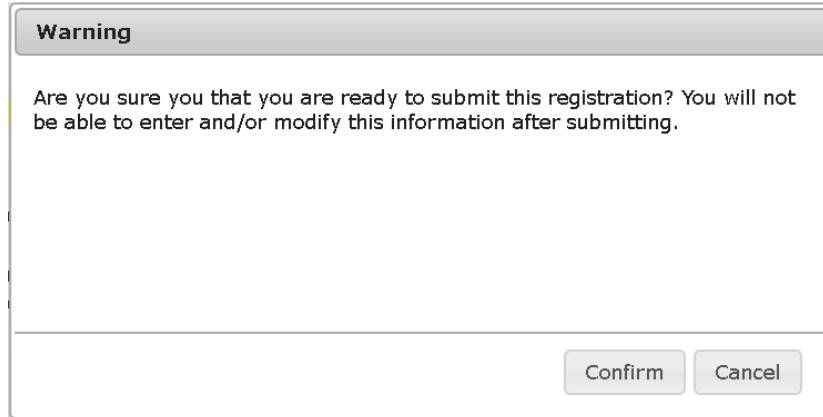 Warning
Are you sure you that you are ready to submit this registration? You will not
be able to enter and/or modify this information after submitting.
Confirm Cancel